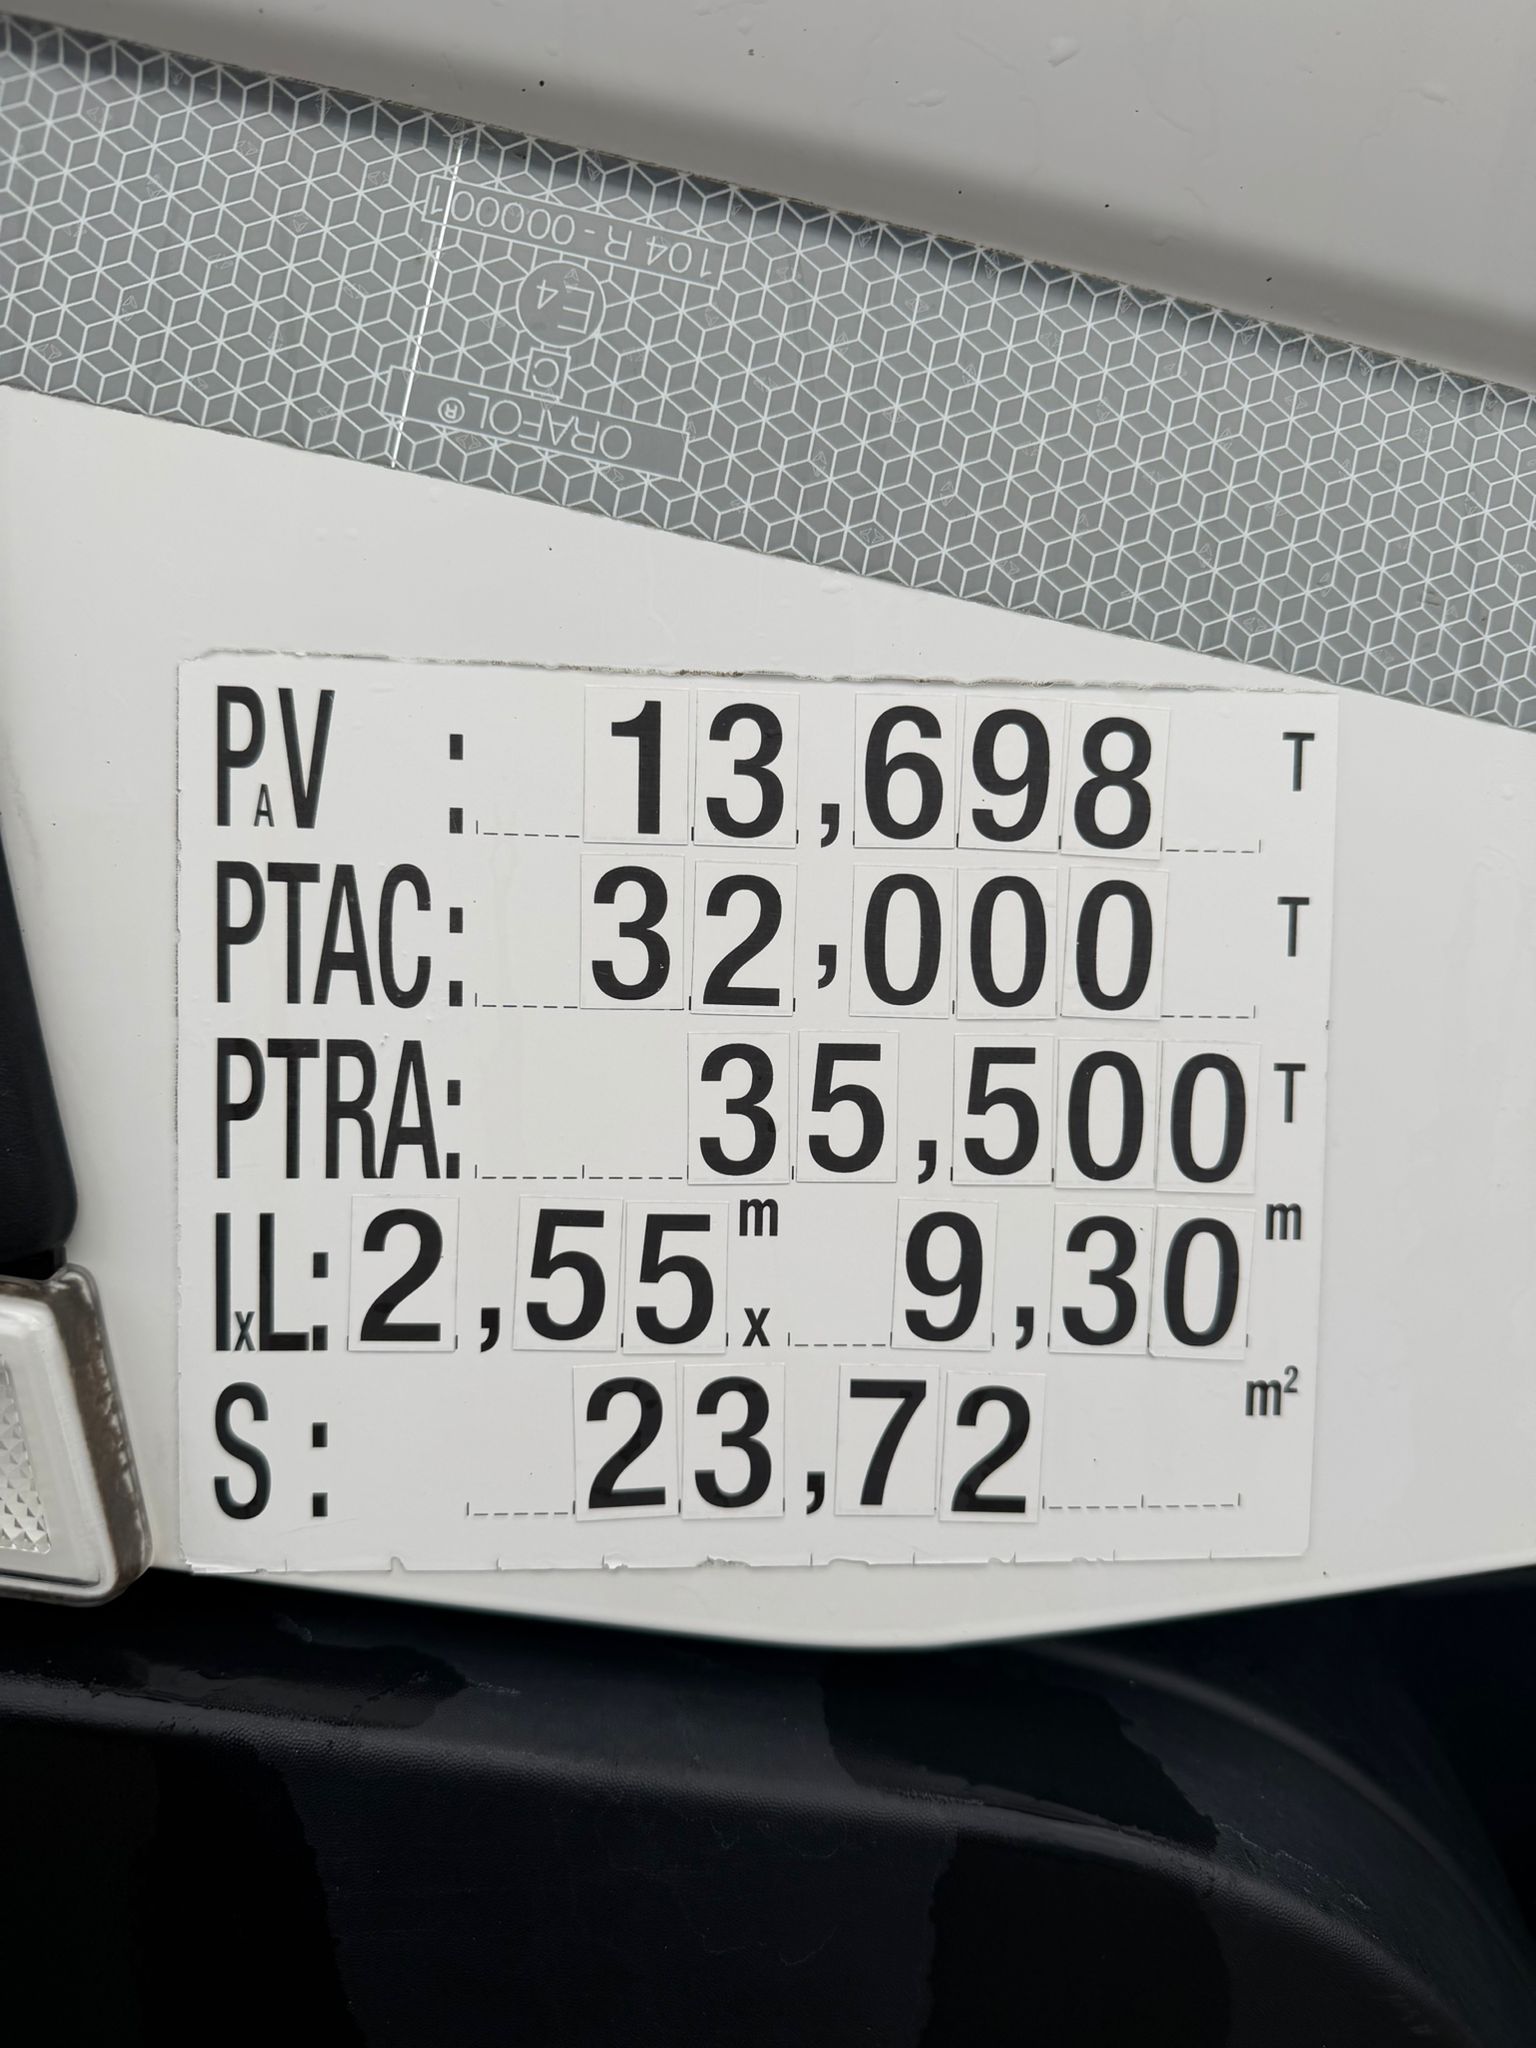 104 R - 000001
E4
C
ORAFOL®
PAV : 13,698 T
PTAC: 32,000 T
PTRA: 35,500 T
lxL: 2,55 m x 9,30 m
S : 23,72 m²